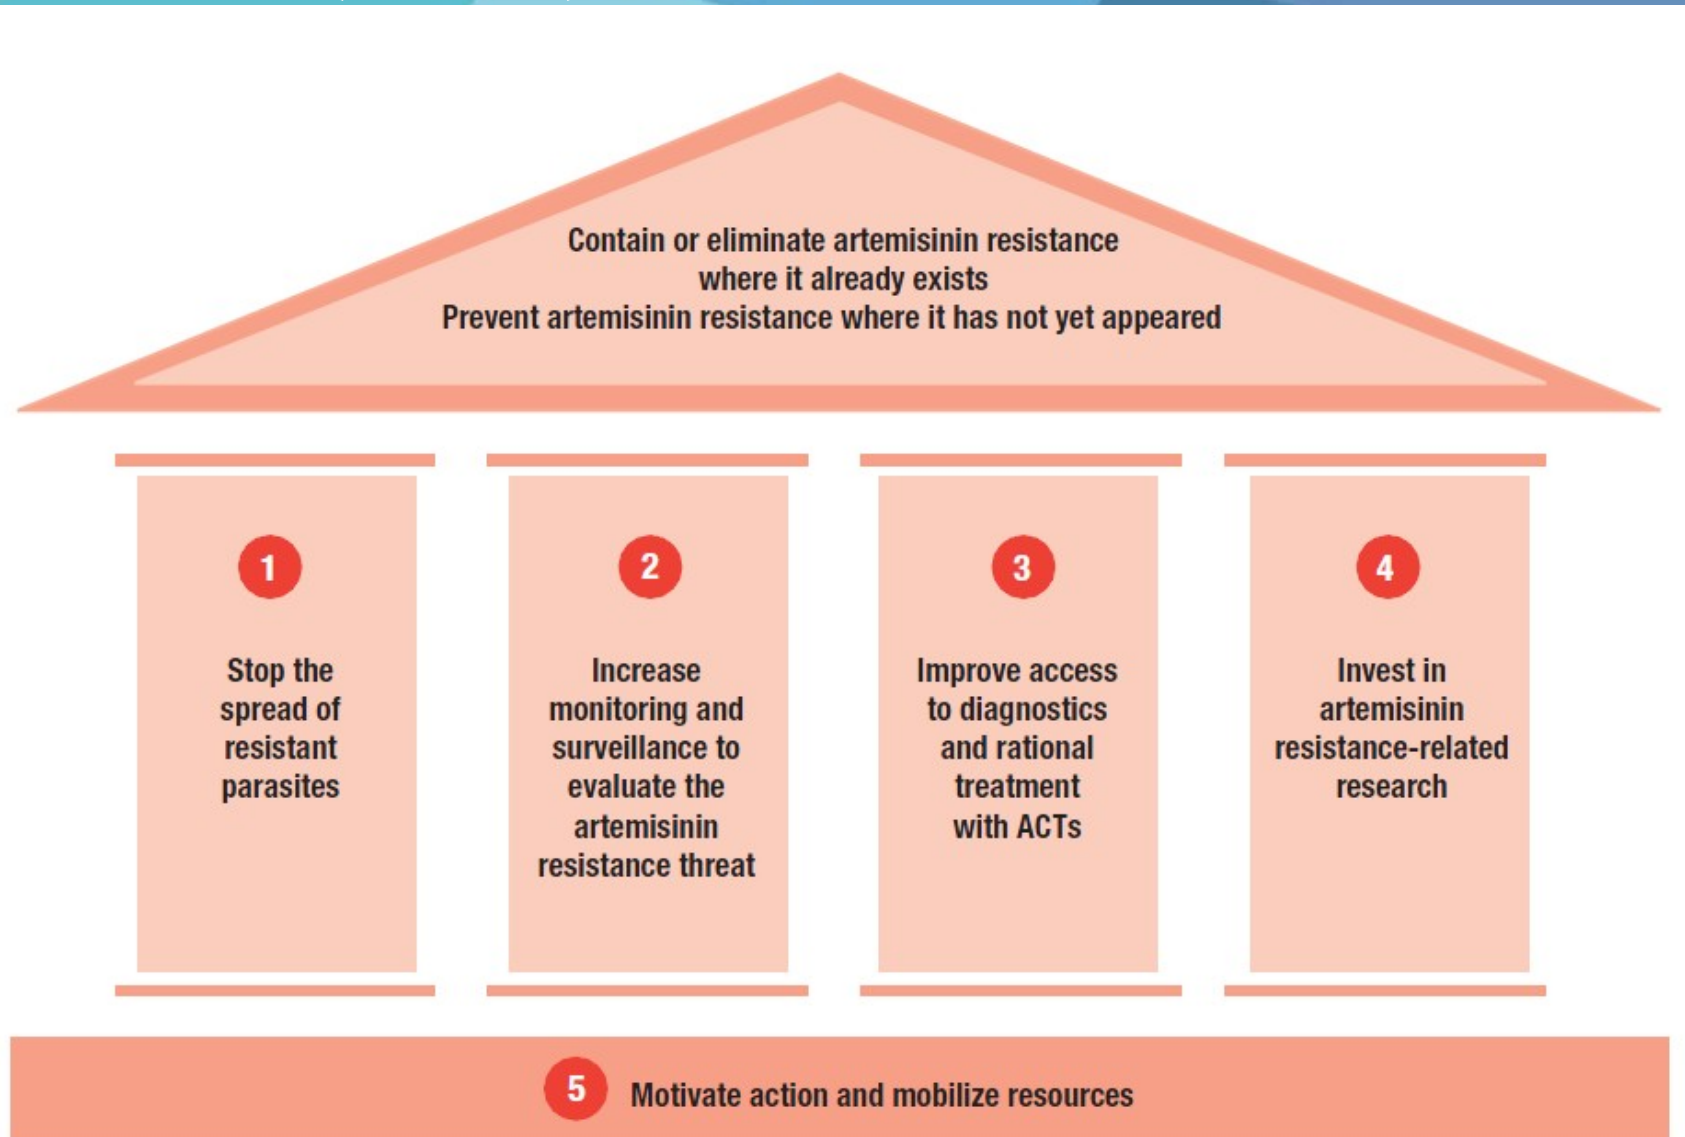 Contain or eliminate artemisinin resistance
where it already exists
Prevent artemisinin resistance where it has not yet appeared
1
Stop the
spread of
resistant
parasites
2
Increase
monitoring and
surveillance to
evaluate the
artemisinin
resistance threat
3
Improve access
to diagnostics
and rational
treatment
with ACTs
4
Invest in
artemisinin
resistance-related
research
5 Motivate action and mobilize resources